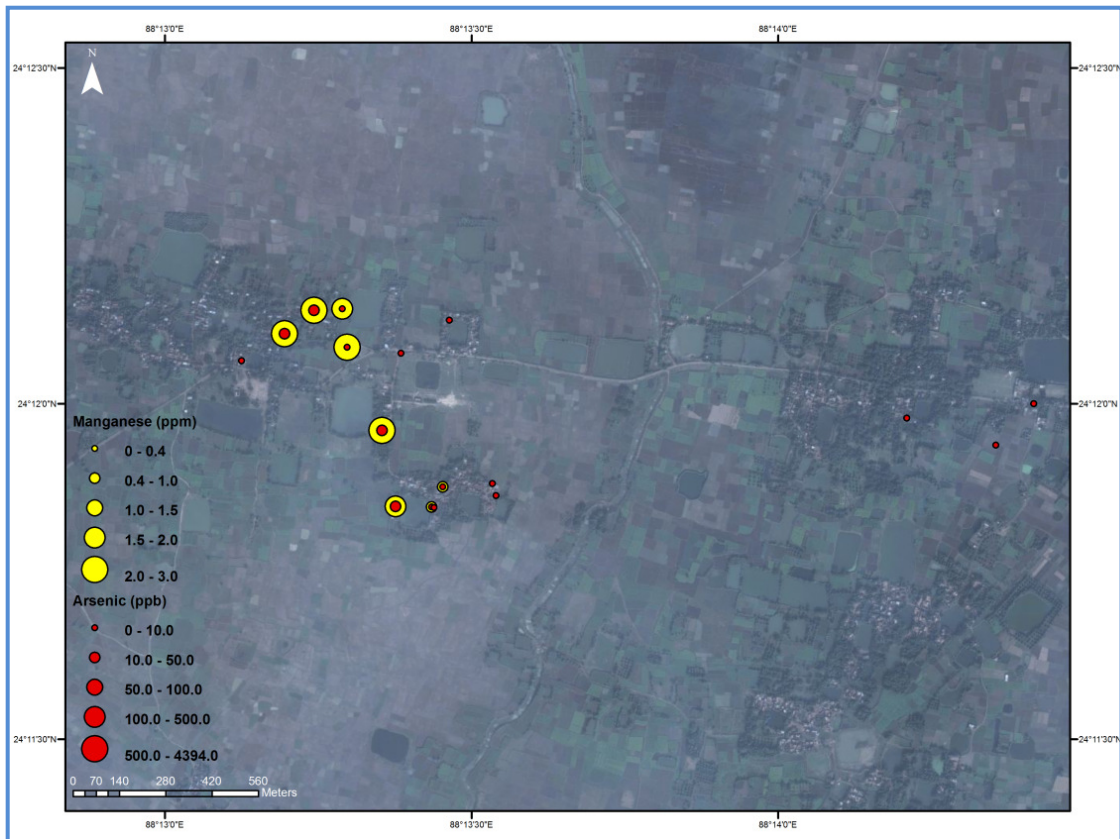 88°13'0"E 88°13'30"E 88°14'0"E
N
24°12'30"N 24°12'30"N
24°12'0"N 24°12'0"N
Manganese (ppm)
0 - 0.4
0.4 - 1.0
1.0 - 1.5
1.5 - 2.0
2.0 - 3.0
Arsenic (ppb)
0 - 10.0
10.0 - 50.0
50.0 - 100.0
100.0 - 500.0
24°11'30"N 24°11'30"N
500.0 - 4394.0
0 70 140 280 420 560
Meters
88°13'0"E 88°13'30"E 88°14'0"E